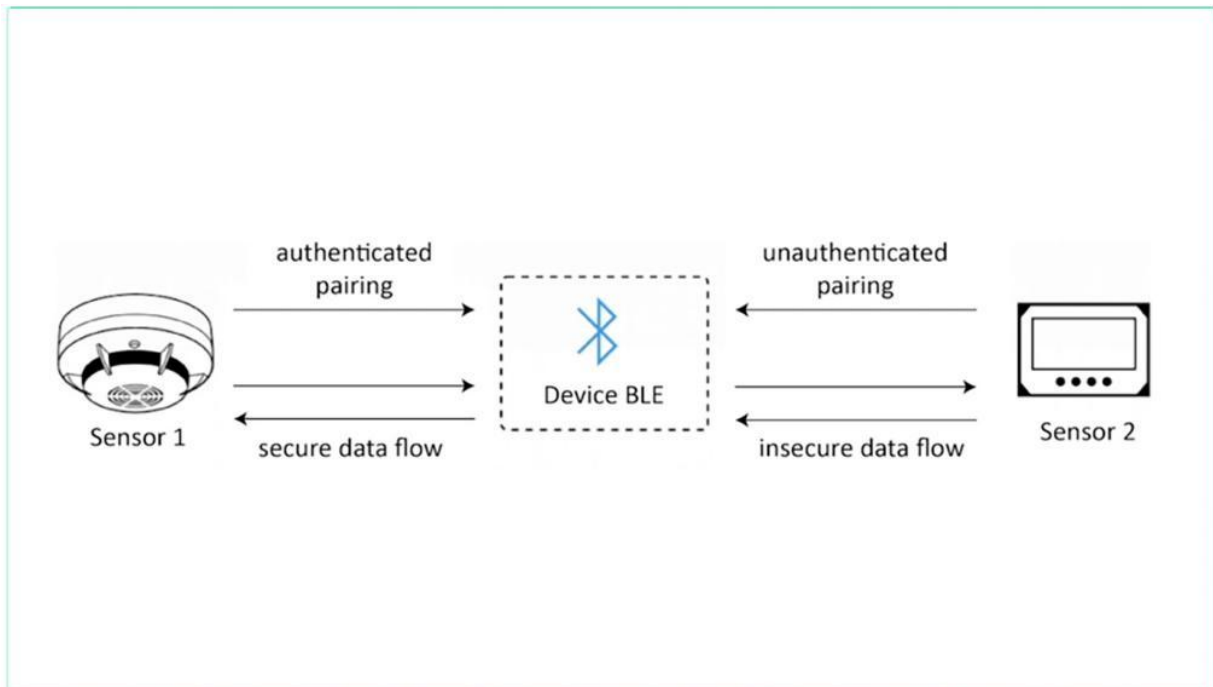 authenticated
pairing
unauthenticated
pairing
Device BLE
Sensor 1
Sensor 2
secure data flow
insecure data flow